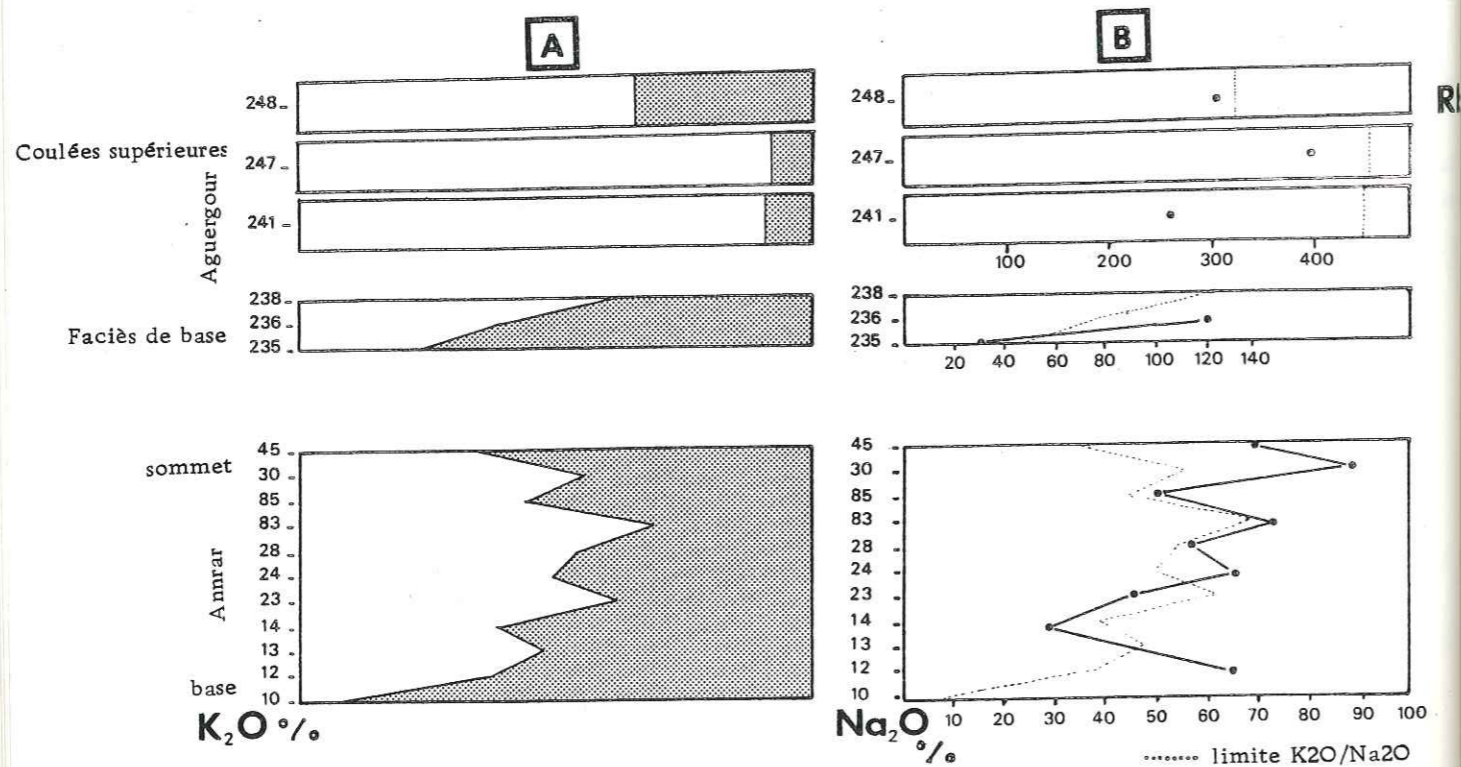 A
B
248
247
241
Coulées supérieures
Aguergour
248
247
241
100 200 300 400
Faciès de base
238
236
235
238
236
235
20 40 60 80 100 120 140
sommet
Annrar
base
45
30
85
83
28
24
23
14
13
12
10
45
30
85
83
28
24
23
14
13
12
10
10 20 30 40 50 60 70 80 90 100
K₂O %
Na₂O %
limite K2O/Na2O